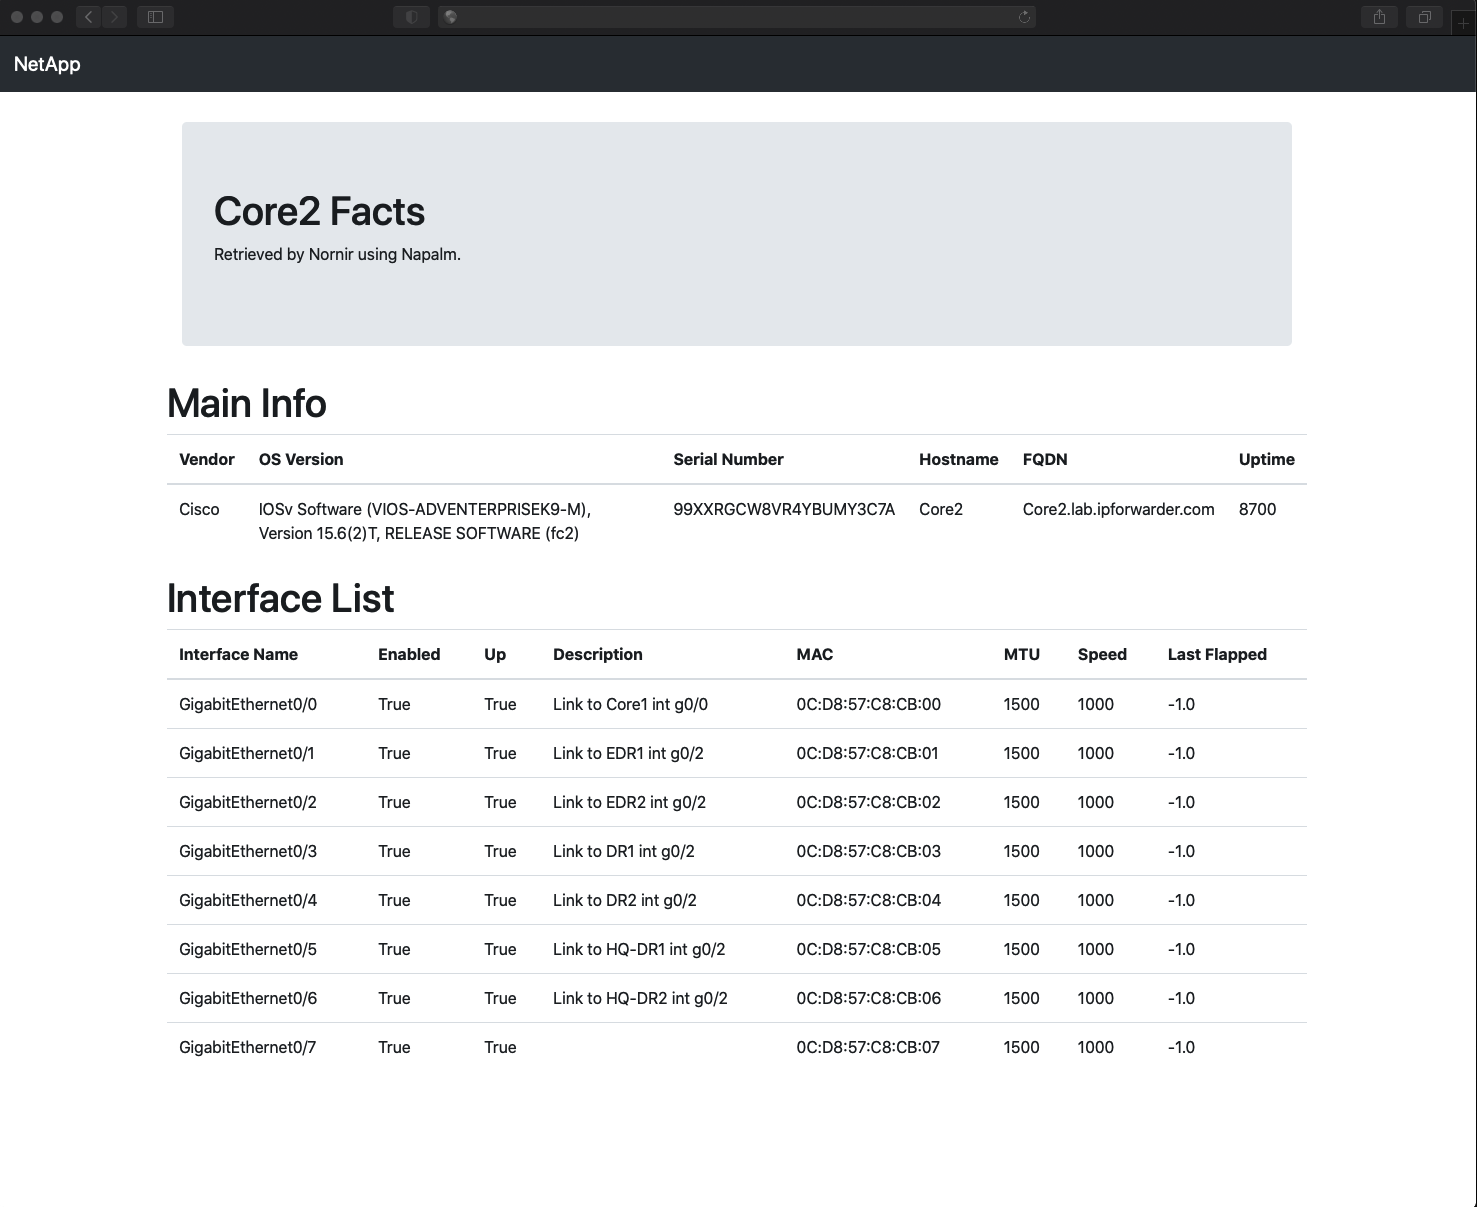 NetApp
Core2 Facts
Retrieved by Nornir using Napalm.
Main Info
Vendor OS Version Serial Number Hostname FQDN Uptime
Cisco IOSv Software (VIOS-ADVENTERPRISEK9-M), 99XXRGCW8VR4YBUMY3C7A Core2 Core2.lab.ipforwarder.com 8700
Version 15.6(2)T, RELEASE SOFTWARE (fc2)
Interface List
Interface Name Enabled Up Description MAC MTU Speed Last Flapped
GigabitEthernet0/0 True True Link to Core1 int g0/0 0C:D8:57:C8:CB:00 1500 1000 -1.0
GigabitEthernet0/1 True True Link to EDR1 int g0/2 0C:D8:57:C8:CB:01 1500 1000 -1.0
GigabitEthernet0/2 True True Link to EDR2 int g0/2 0C:D8:57:C8:CB:02 1500 1000 -1.0
GigabitEthernet0/3 True True Link to DR1 int g0/2 0C:D8:57:C8:CB:03 1500 1000 -1.0
GigabitEthernet0/4 True True Link to DR2 int g0/2 0C:D8:57:C8:CB:04 1500 1000 -1.0
GigabitEthernet0/5 True True Link to HQ-DR1 int g0/2 0C:D8:57:C8:CB:05 1500 1000 -1.0
GigabitEthernet0/6 True True Link to HQ-DR2 int g0/2 0C:D8:57:C8:CB:06 1500 1000 -1.0
GigabitEthernet0/7 True True 0C:D8:57:C8:CB:07 1500 1000 -1.0